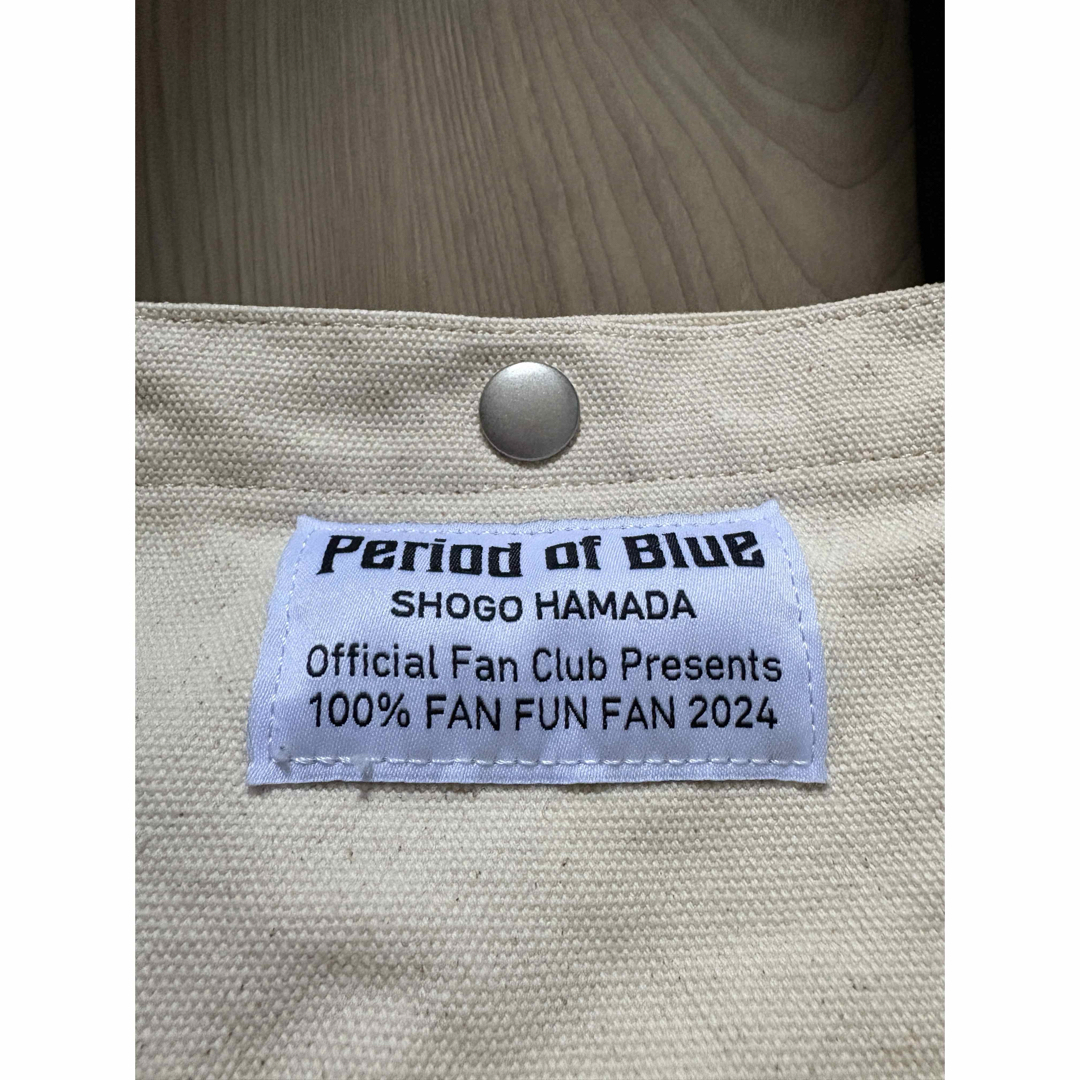 Period of Blue
SHOGO HAMADA
Official Fan Club Presents
100% FAN FUN FAN 2024